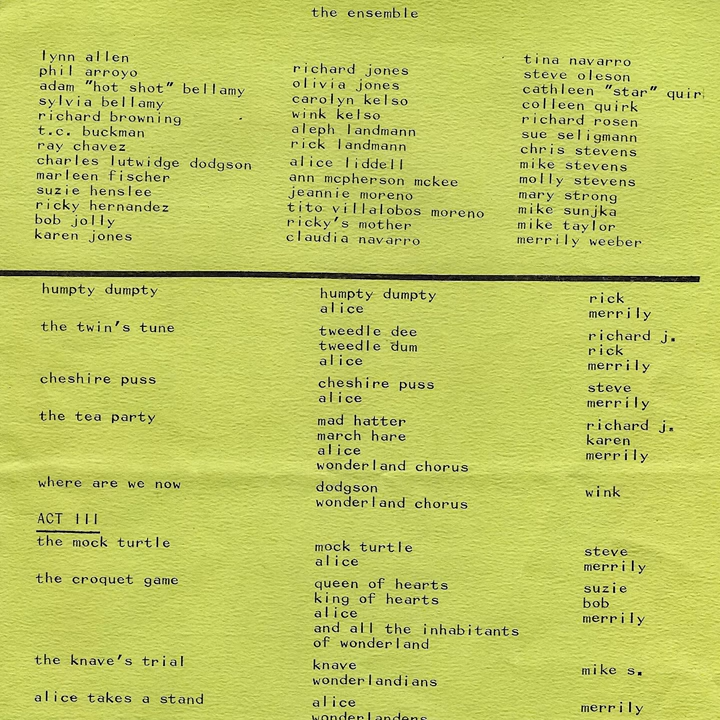 the ensemble
lynn allen
phil arroyo
adam "hot shot" bellamy
sylvia bellamy
richard browning
t.c. buckman
ray chavez
charles lutwidge dodgson
marleen fischer
suzie henslee
ricky hernandez
bob jolly
karen jones
richard jones
olivia jones
carolyn kelso
wink kelso
aleph landmann
rick landmann
alice liddell
ann mcpherson mckee
jeannie moreno
tito villalobos moreno
ricky's mother
claudia navarro
tina navarro
steve oleson
cathleen "star" quir
colleen quirk
richard rosen
sue seligmann
chris stevens
mike stevens
molly stevens
mary strong
mike sunjka
mike taylor
merrily weeber
humpty dumpty humpty dumpty rick
alice merrily
the twin's tune tweedle dee richard j.
tweedle dum rick
alice merrily
cheshire puss cheshire puss steve
alice merrily
the tea party mad hatter richard j.
march hare karen
alice merrily
wonderland chorus
where are we now dodgson wink
wonderland chorus
ACT III
the mock turtle mock turtle steve
alice merrily
the croquet game queen of hearts suzie
king of hearts bob
alice merrily
and all the inhabitants
of wonderland
the knave's trial knave mike s.
wonderlandians
alice takes a stand alice merrily
wonderlanders